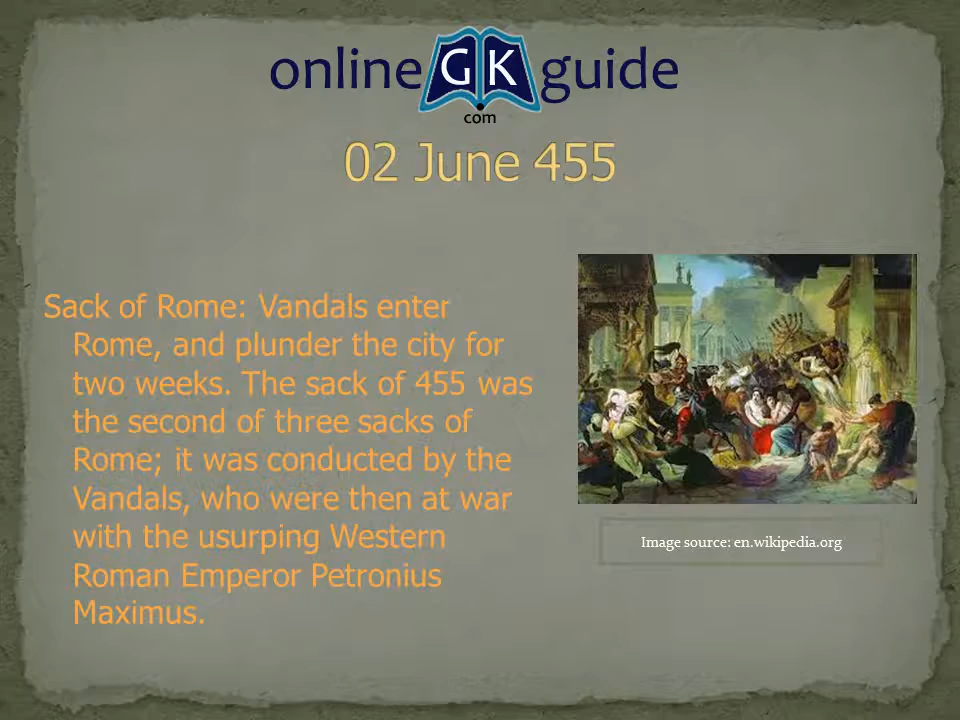 online GK guide
com
02 June 455
Sack of Rome: Vandals enter
Rome, and plunder the city for
two weeks. The sack of 455 was
the second of three sacks of
Rome; it was conducted by the
Vandals, who were then at war
with the usurping Western
Roman Emperor Petronius
Maximus.
Image source: en.wikipedia.org